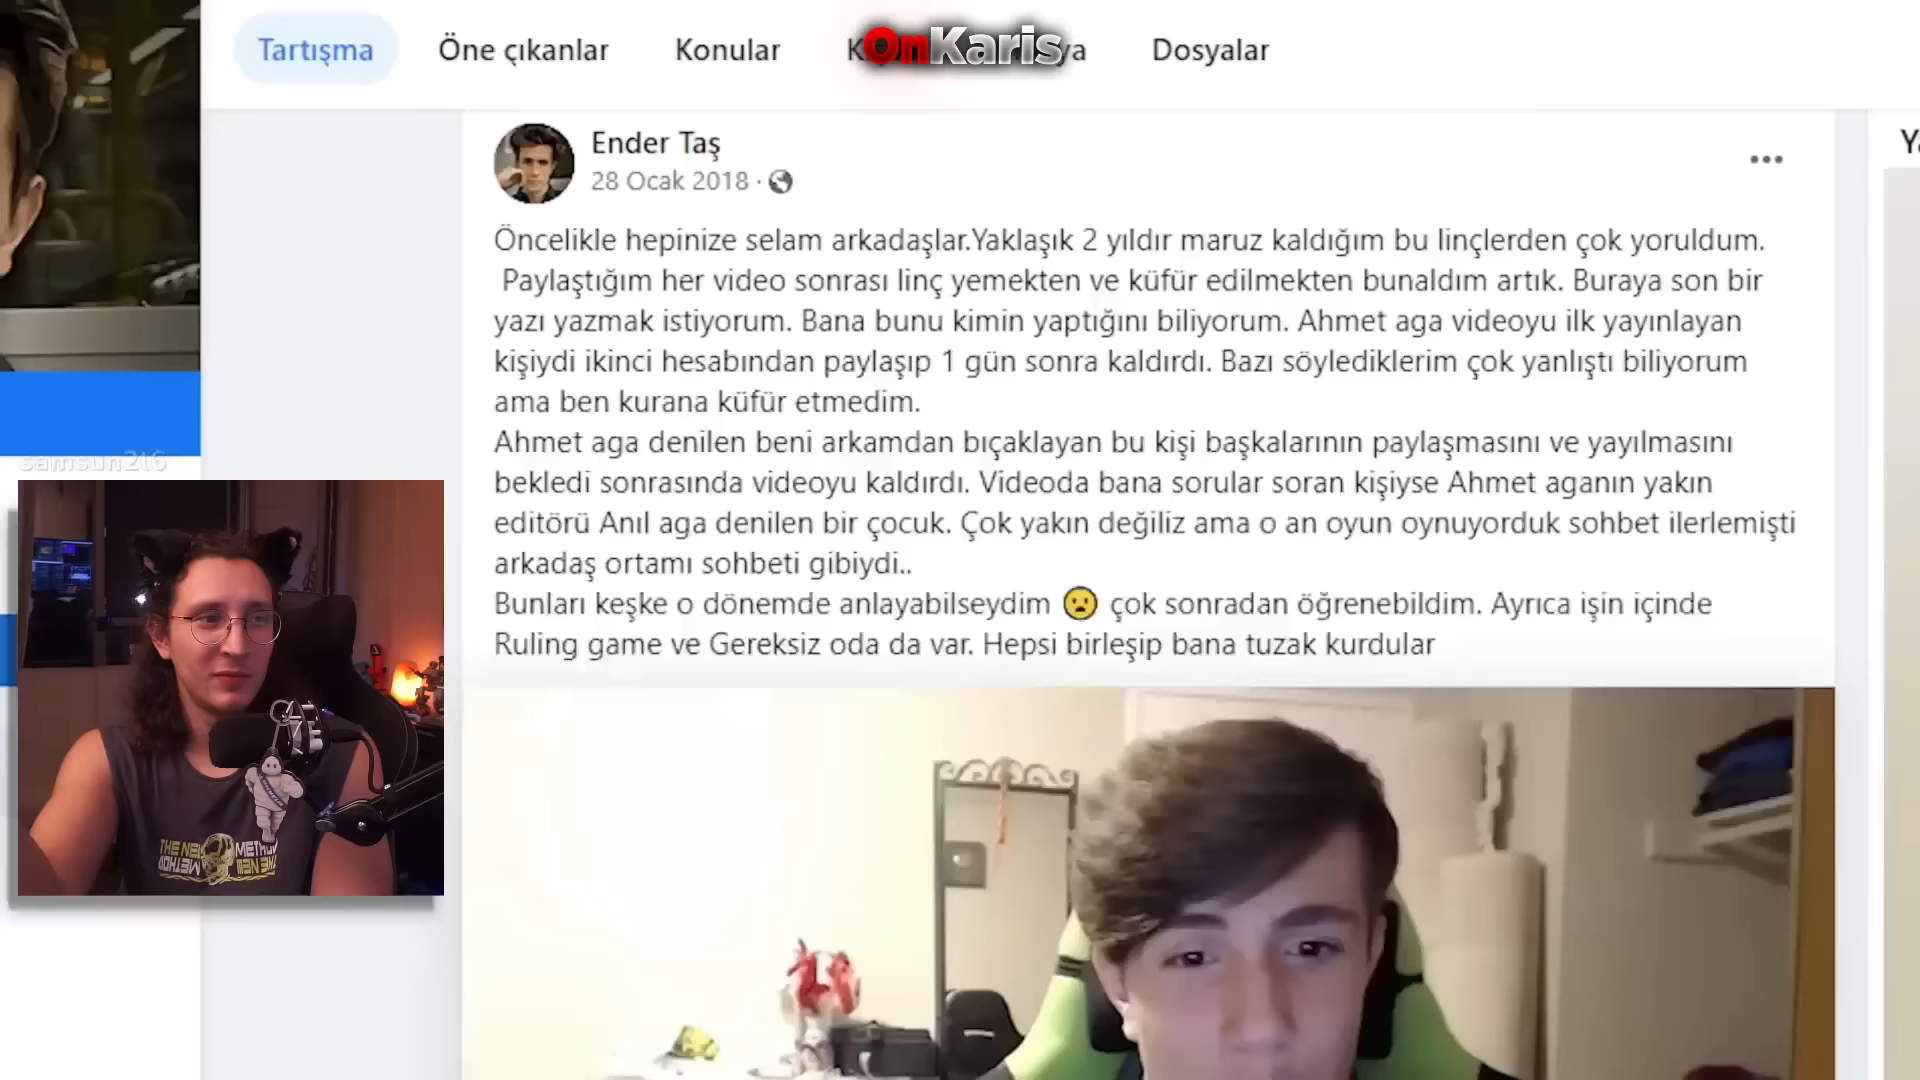 Tartışma
Öne çıkanlar
Konular
OnKaris
Dosyalar
Ender Taş
28 Ocak 2018 ·
Öncelikle hepinize selam arkadaşlar.Yaklaşık 2 yıldır maruz kaldığım bu linçlerden çok yoruldum.
Paylaştığım her video sonrası linç yemekten ve küfür edilmekten bunaldım artık. Buraya son bir
yazı yazmak istiyorum. Bana bunu kimin yaptığını biliyorum. Ahmet aga videoyu ilk yayınlayan
kişiydi ikinci hesabından paylaşıp 1 gün sonra kaldırdı. Bazı söylediklerim çok yanlıştı biliyorum
ama ben kurana küfür etmedim.
Ahmet aga denilen beni arkamdan bıçaklayan bu kişi başkalarının paylaşmasını ve yayılmasını
bekledi sonrasında videoyu kaldırdı. Videoda bana sorular soran kişiyse Ahmet aganın yakın
editörü Anıl aga denilen bir çocuk. Çok yakın değiliz ama o an oyun oynuyorduk sohbet ilerlemişti
arkadaş ortamı sohbeti gibiydi..
Bunları keşke o dönemde anlayabilseydim 😦 çok sonradan öğrenebildim. Ayrıca işin içinde
Ruling game ve Gereksiz oda da var. Hepsi birleşip bana tuzak kurdular
samsun2t6
THE NEW METHOD